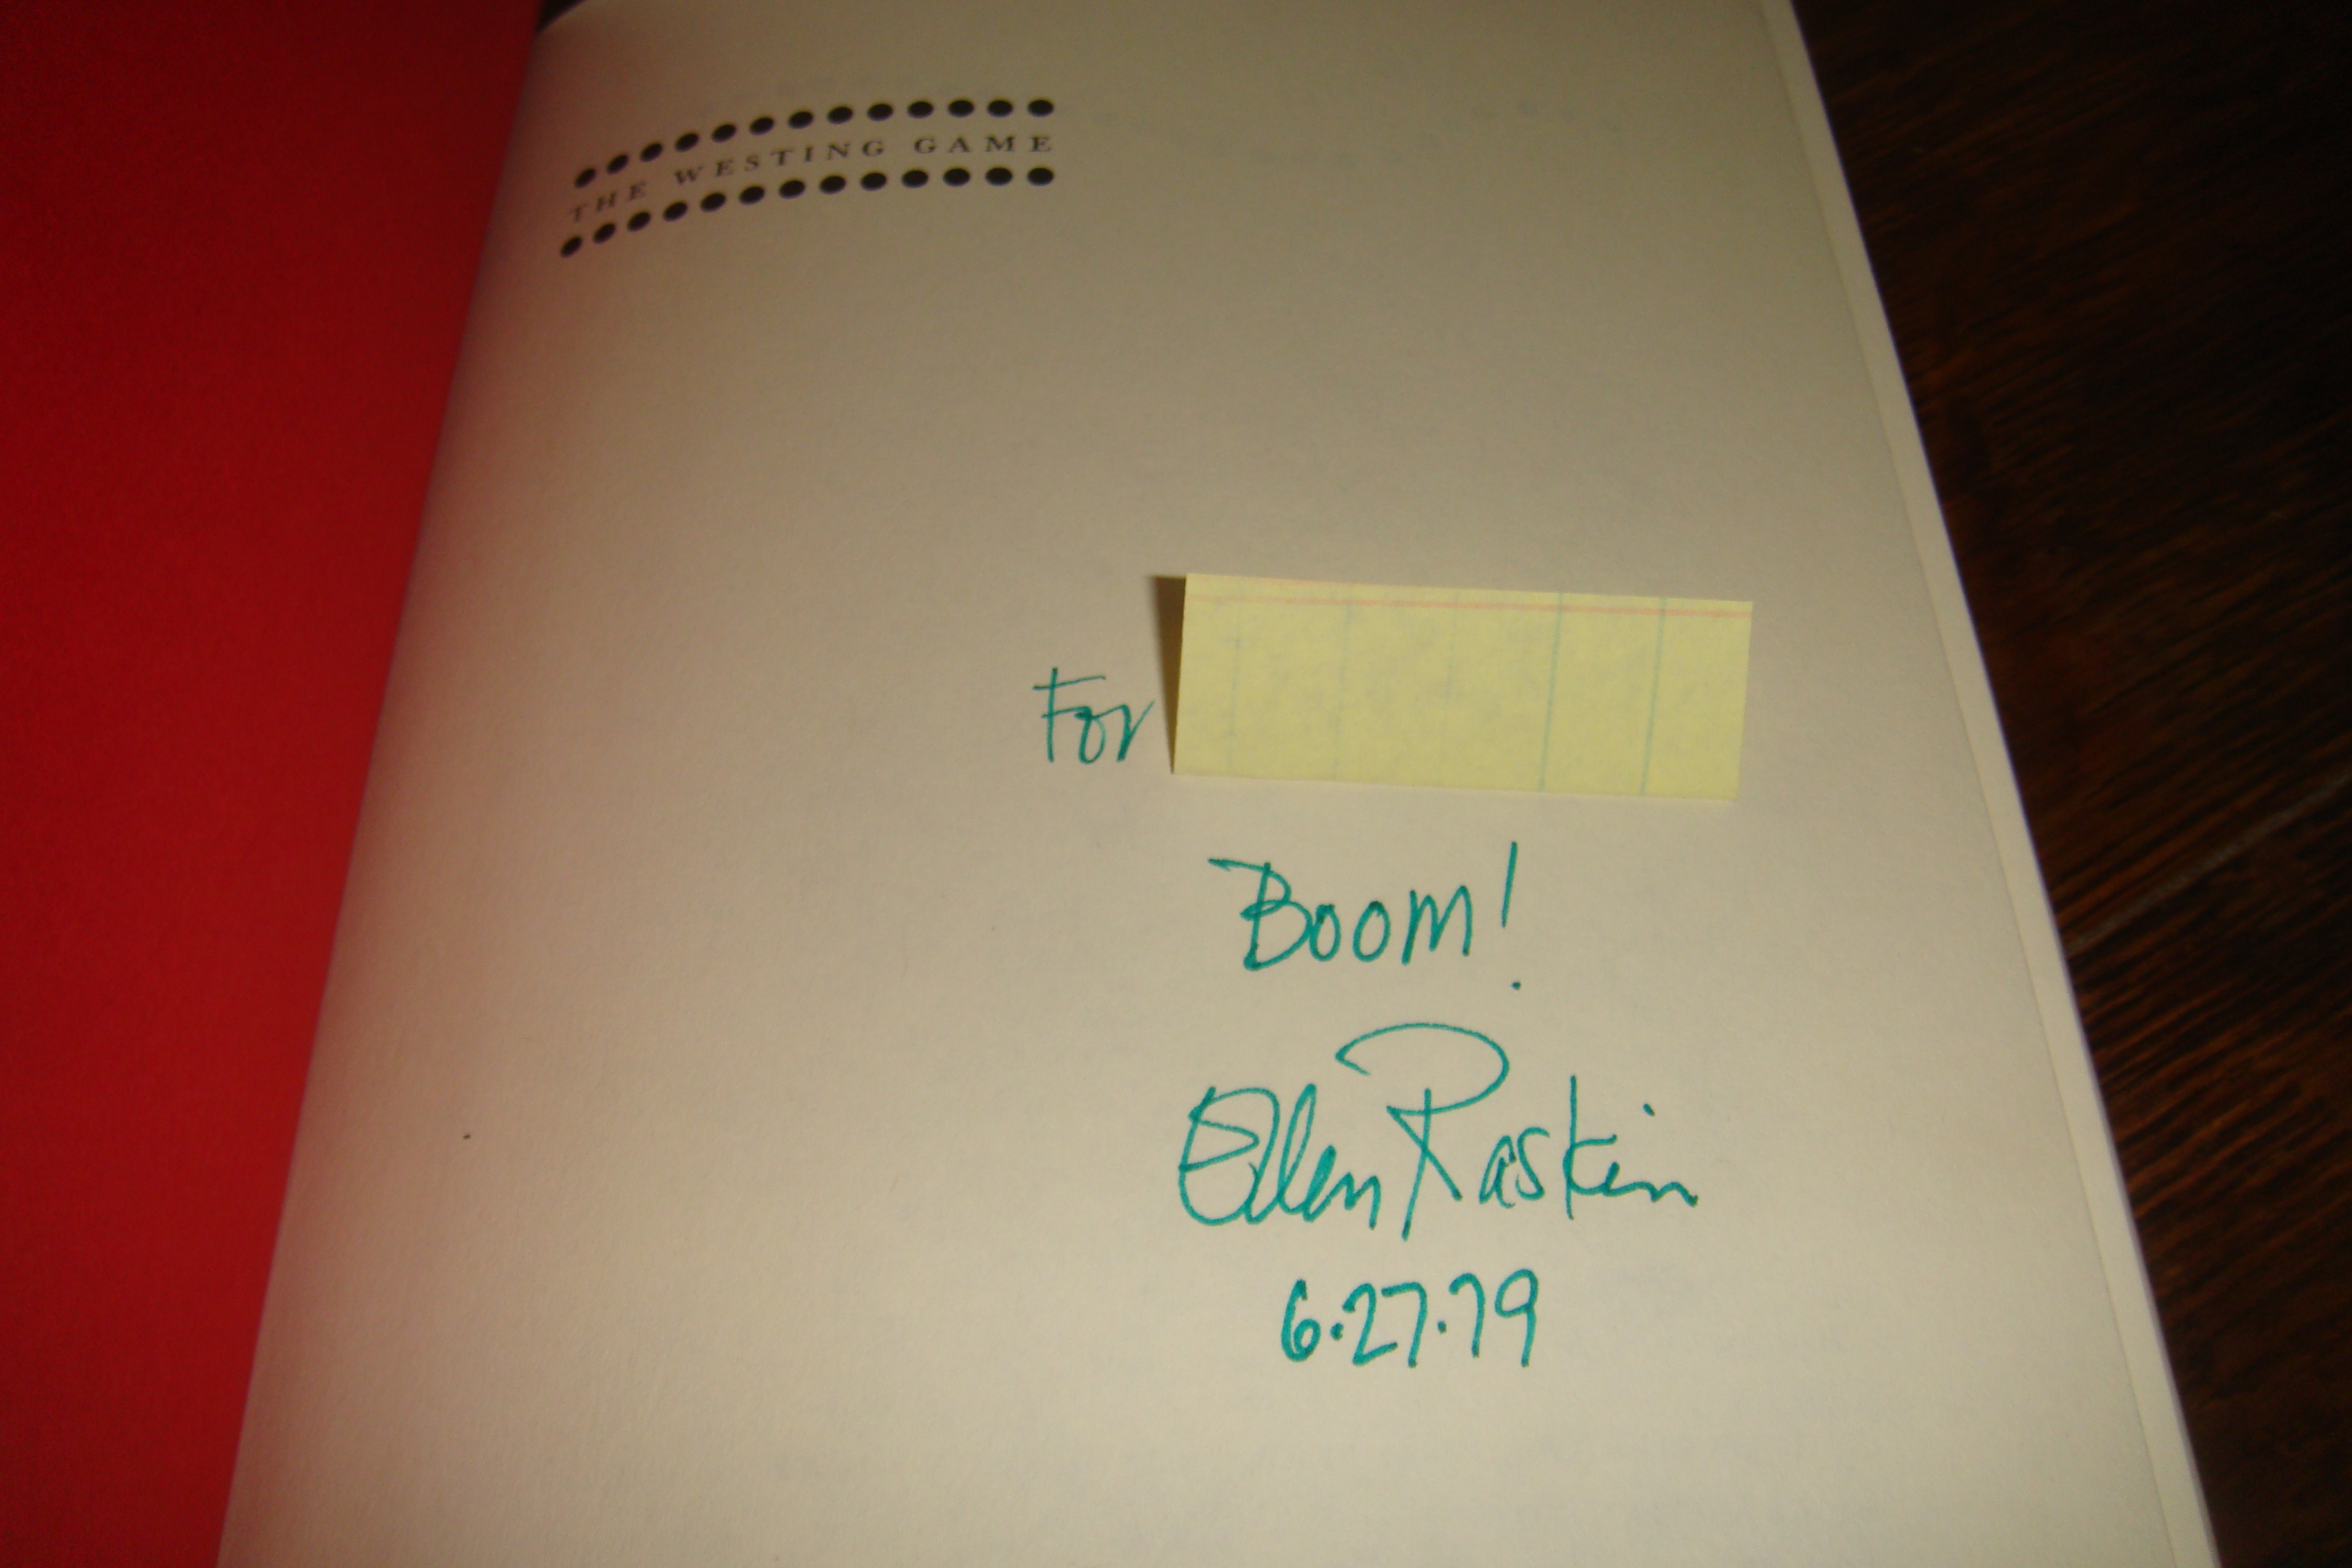 THE WESTING GAME
For
Boom!
Ellen Raskin
6.27.79